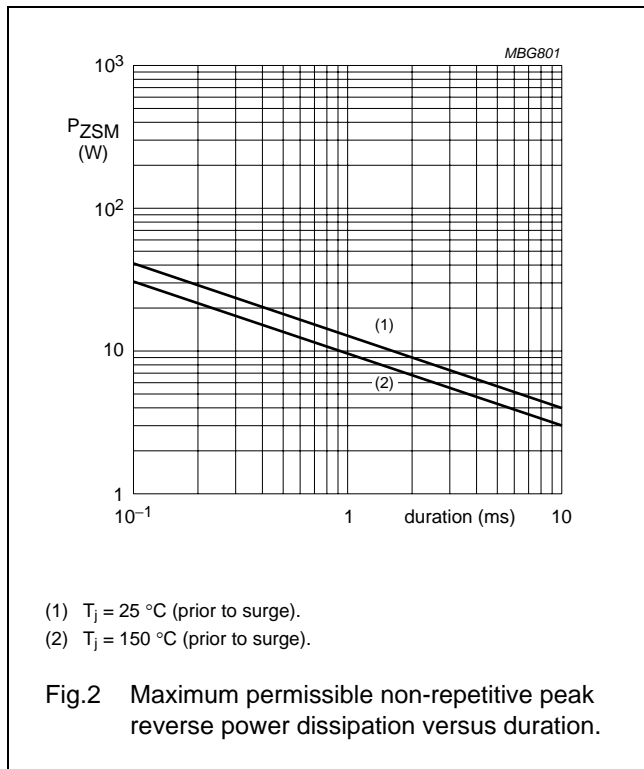 MBG801
10³
P_ZSM
(W)
10²
(1)
10
(2)
1
10⁻¹ 1 duration (ms) 10
(1) T_j = 25 °C (prior to surge).
(2) T_j = 150 °C (prior to surge).
Fig.2 Maximum permissible non-repetitive peak
reverse power dissipation versus duration.